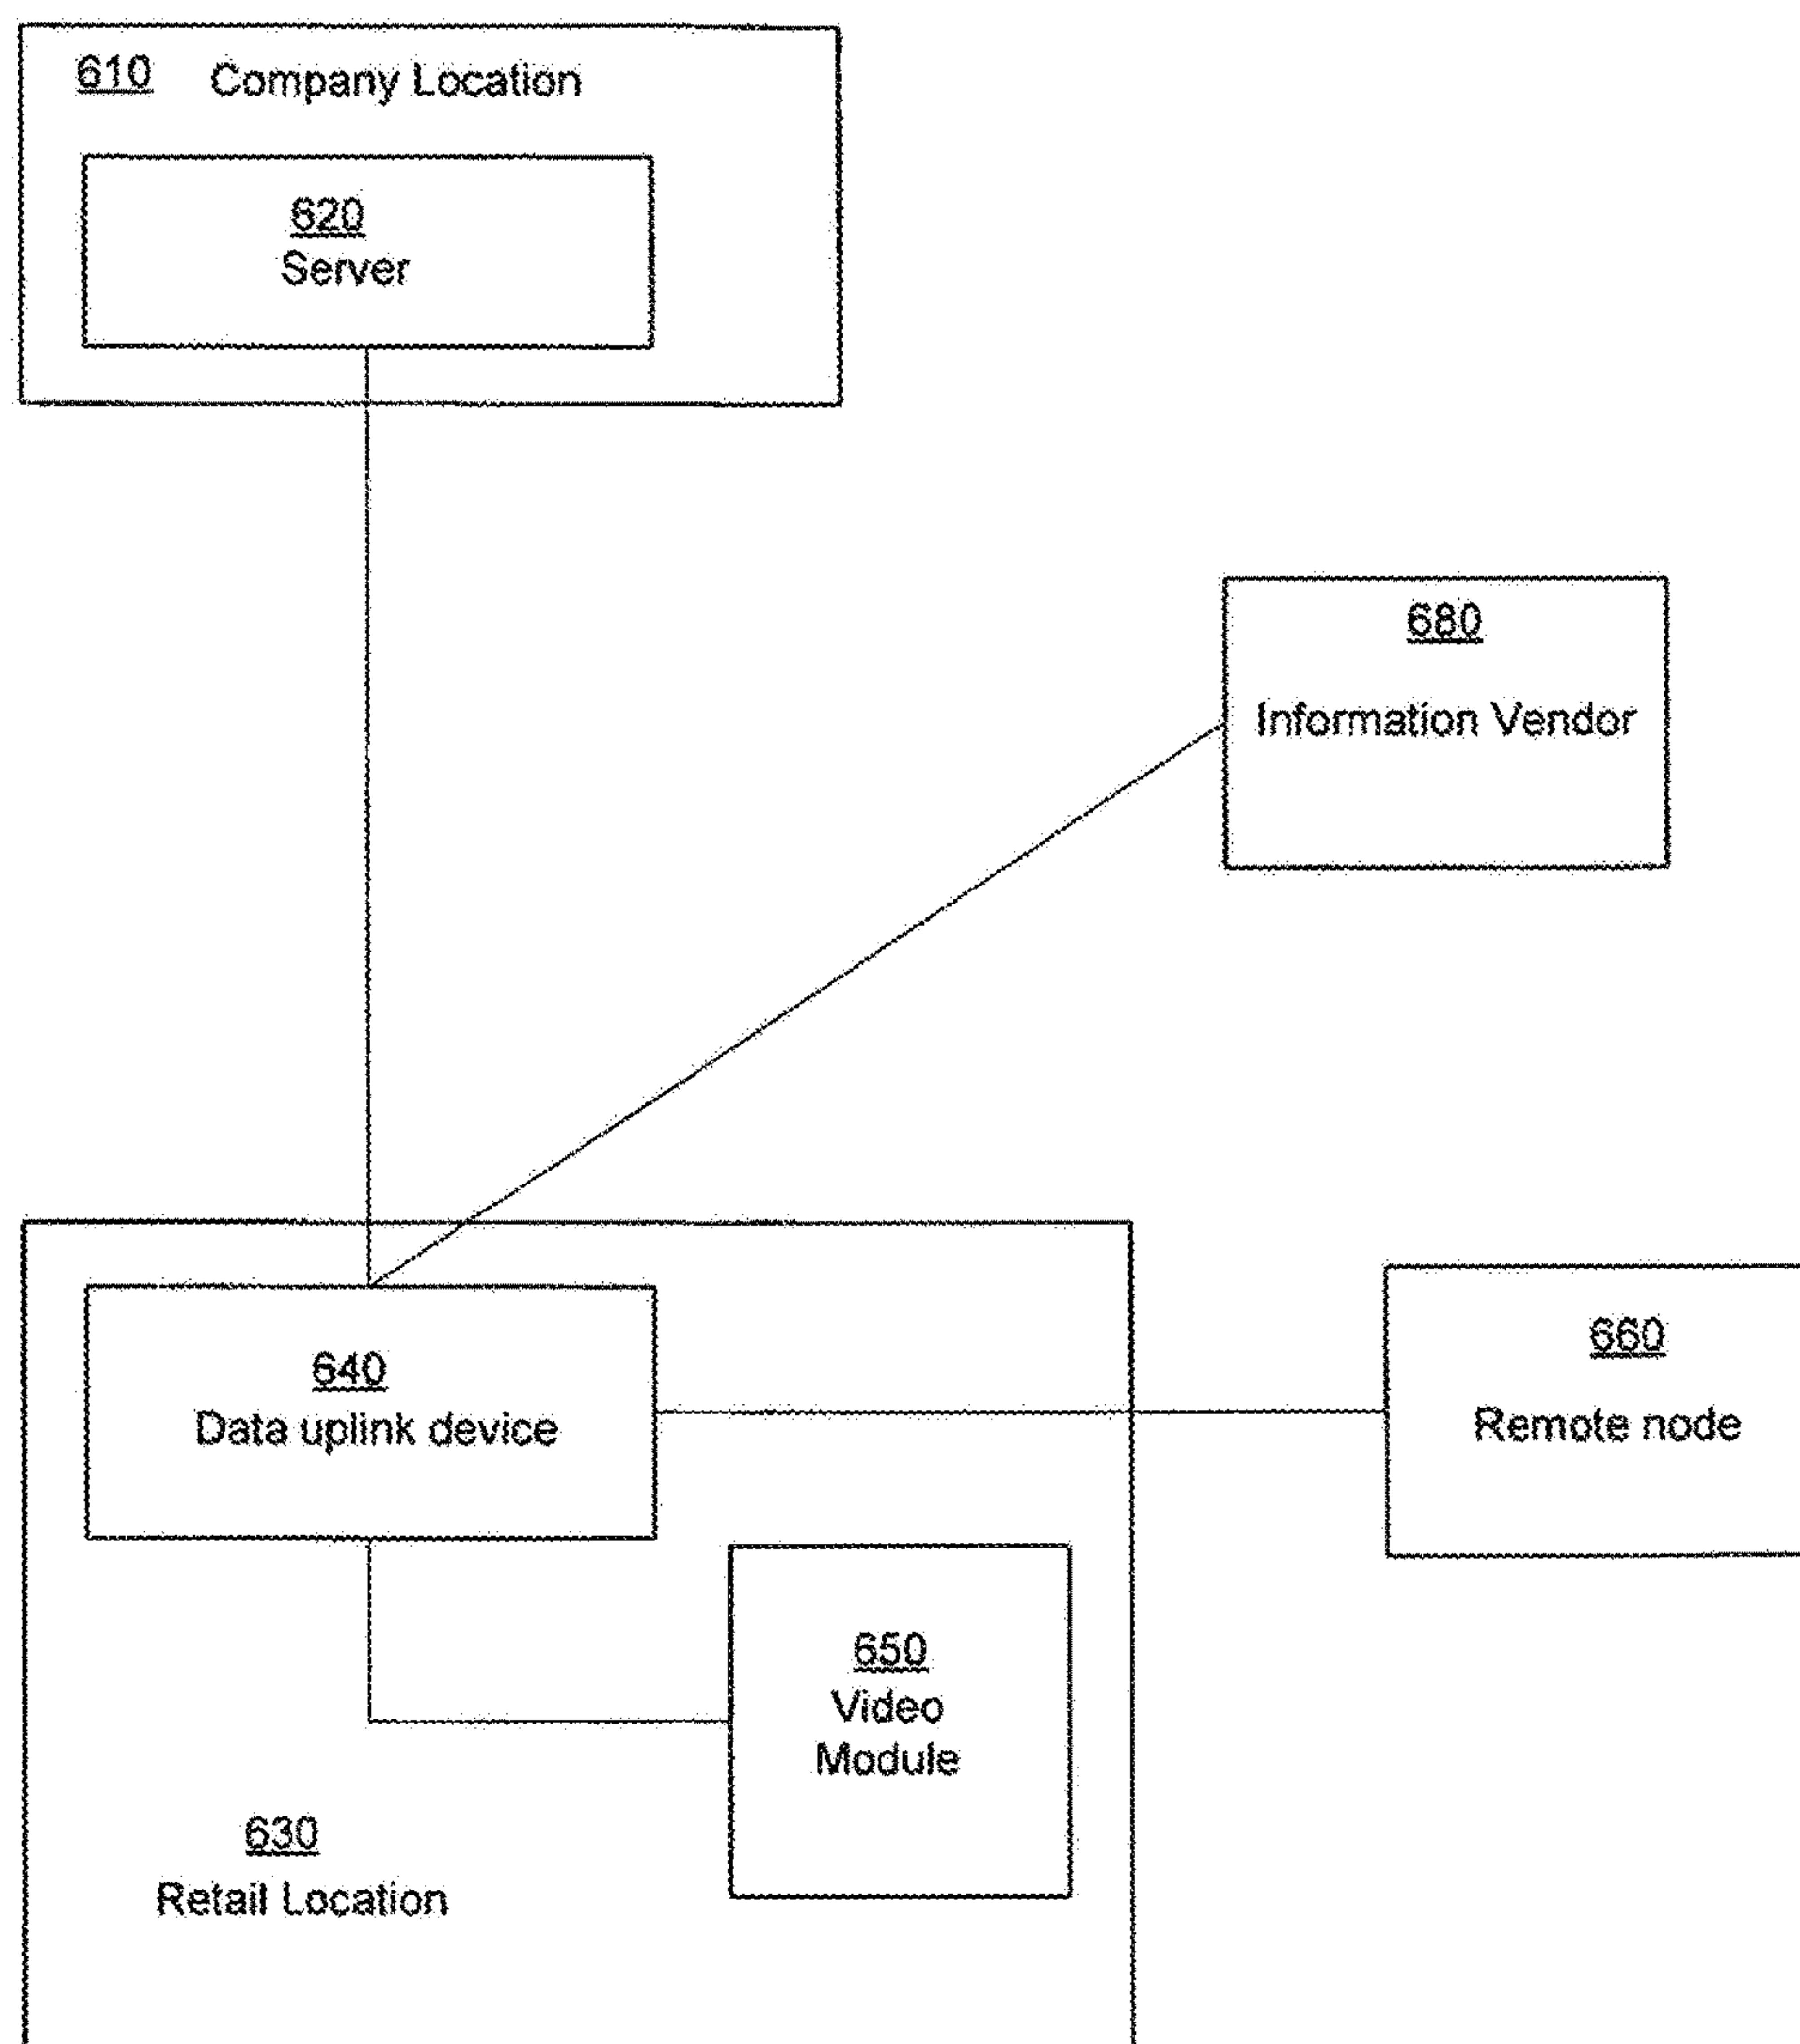 610 Company Location
620
Server
680
Information Vendor
640
Data uplink device
660
Remote node
650
Video
Module
630
Retail Location